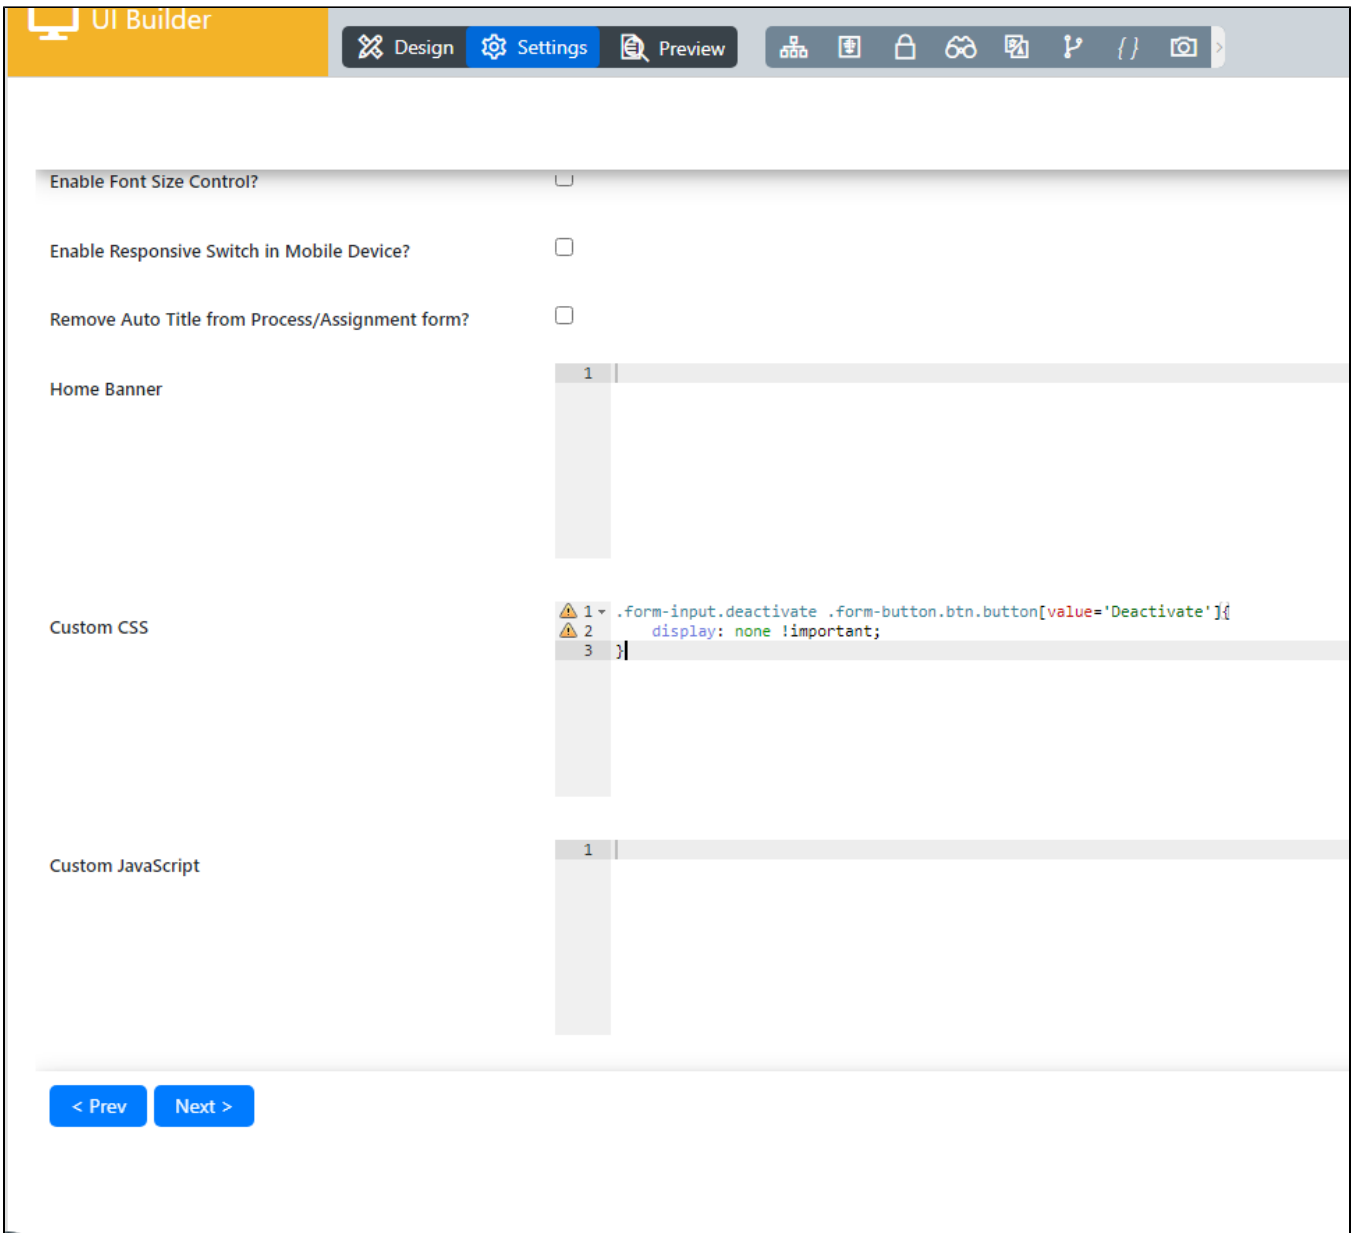 UI Builder
Design Settings Preview { }
Enable Font Size Control?
Enable Responsive Switch in Mobile Device?
Remove Auto Title from Process/Assignment form?
Home Banner
1
Custom CSS
1 .form-input.deactivate .form-button.btn.button[value='Deactivate']{
2 display: none !important;
3 }
Custom JavaScript
1
< Prev Next >